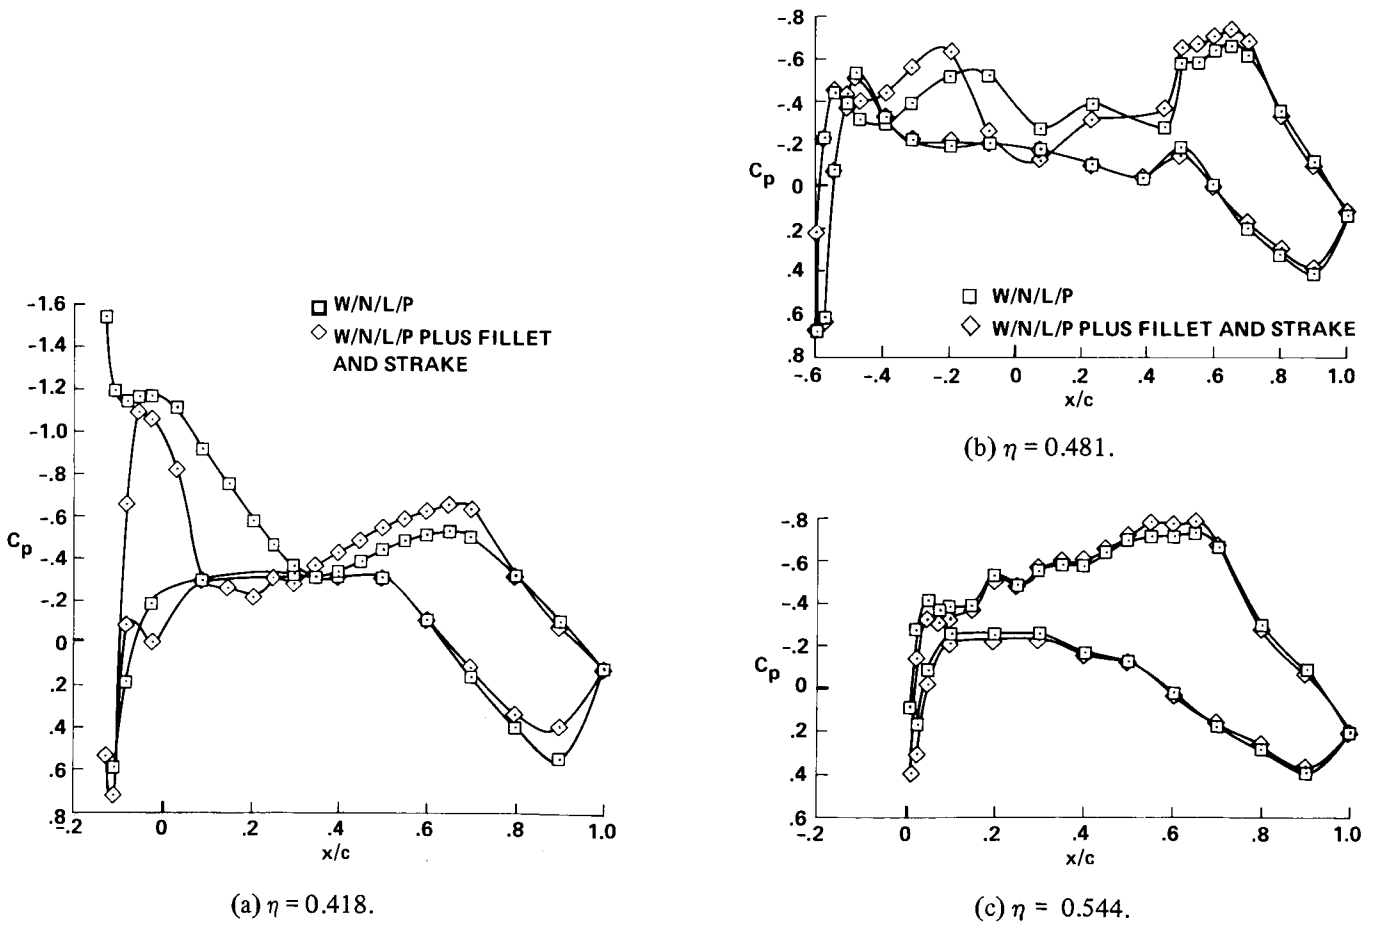 -1.6
-1.4
-1.2
-1.0
-.8
-.6
-.4
-.2
0
.2
.4
.6
.8
Cp
-.2 0 .2 .4 .6 .8 1.0
x/c
W/N/L/P
W/N/L/P PLUS FILLET
AND STRAKE
(a) η = 0.418.
-.8
-.6
-.4
-.2
0
.2
.4
.6
.8
Cp
W/N/L/P
W/N/L/P PLUS FILLET AND STRAKE
-.6 -.4 -.2 0 .2 .4 .6 .8 1.0
x/c
(b) η = 0.481.
-.8
-.6
-.4
-.2
0
.2
.4
.6
Cp
-.2 0 .2 .4 .6 .8 1.0
x/c
(c) η = 0.544.